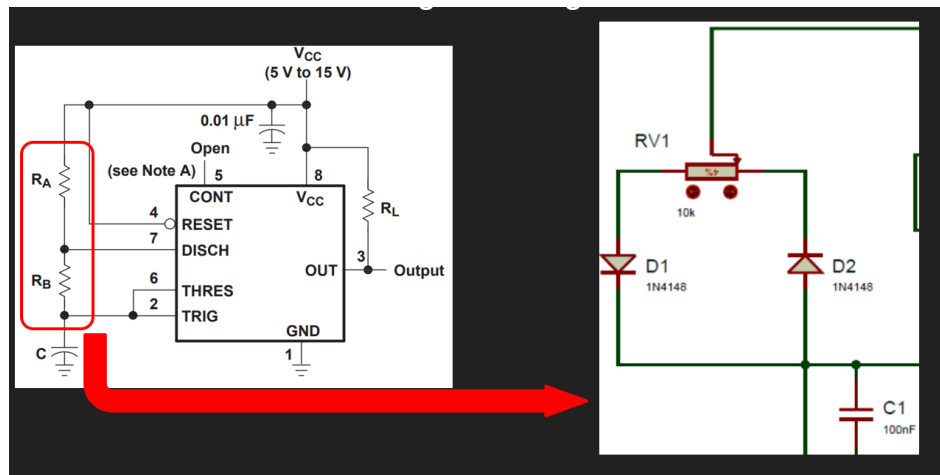 VCC
(5 V to 15 V)
0.01 μF
Open
(see Note A)
5
8
RA
CONT
VCC
4
RESET
RL
7
DISCH
3
RB
6
OUT
Output
THRES
2
TRIG
GND
C
1
RV1
10k
D1
1N4148
D2
1N4148
C1
100nF